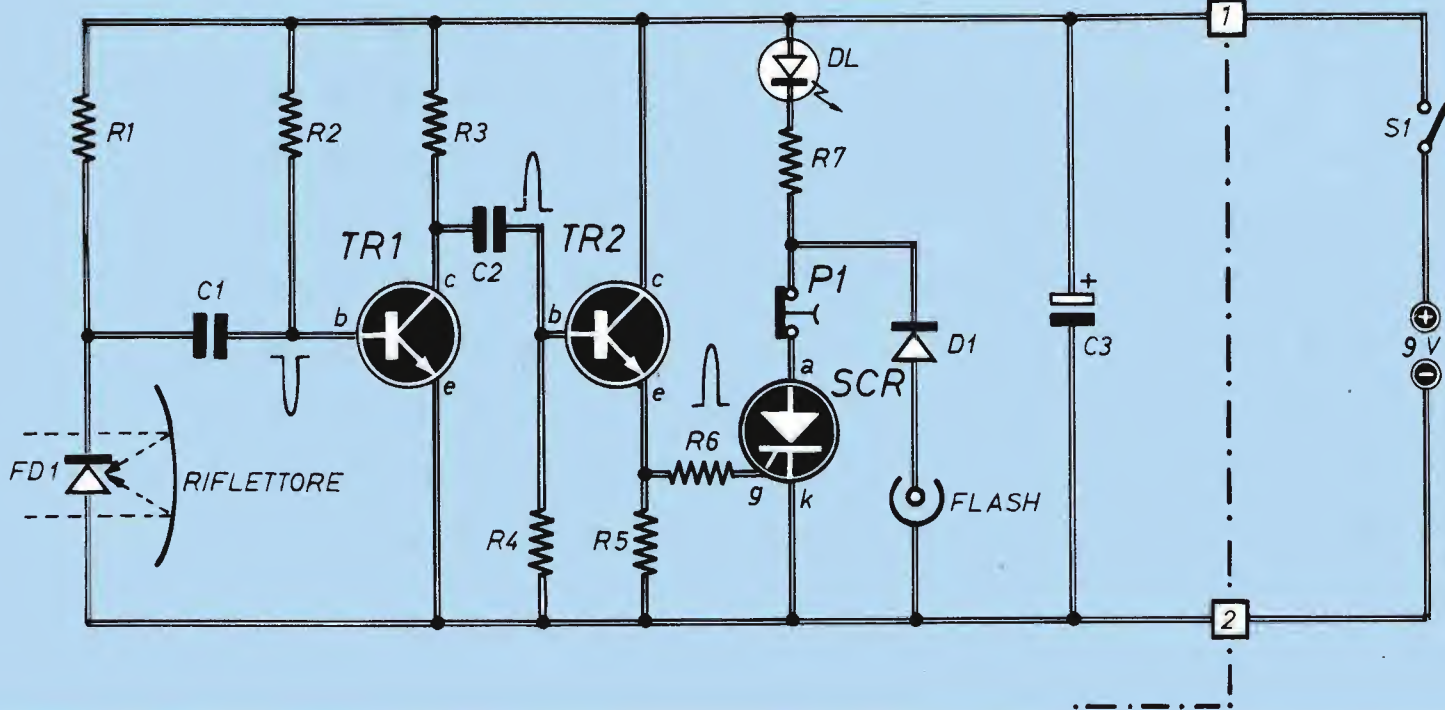 1
DL
R1
R2
R3
S1
R7
TR1
C2
TR2
c
c
P1
+
C1
b
b
D1
C3
9 V
+
-
e
e
a
SCR
R6
FD1
RIFLETTORE
g
k
FLASH
R4
R5
2